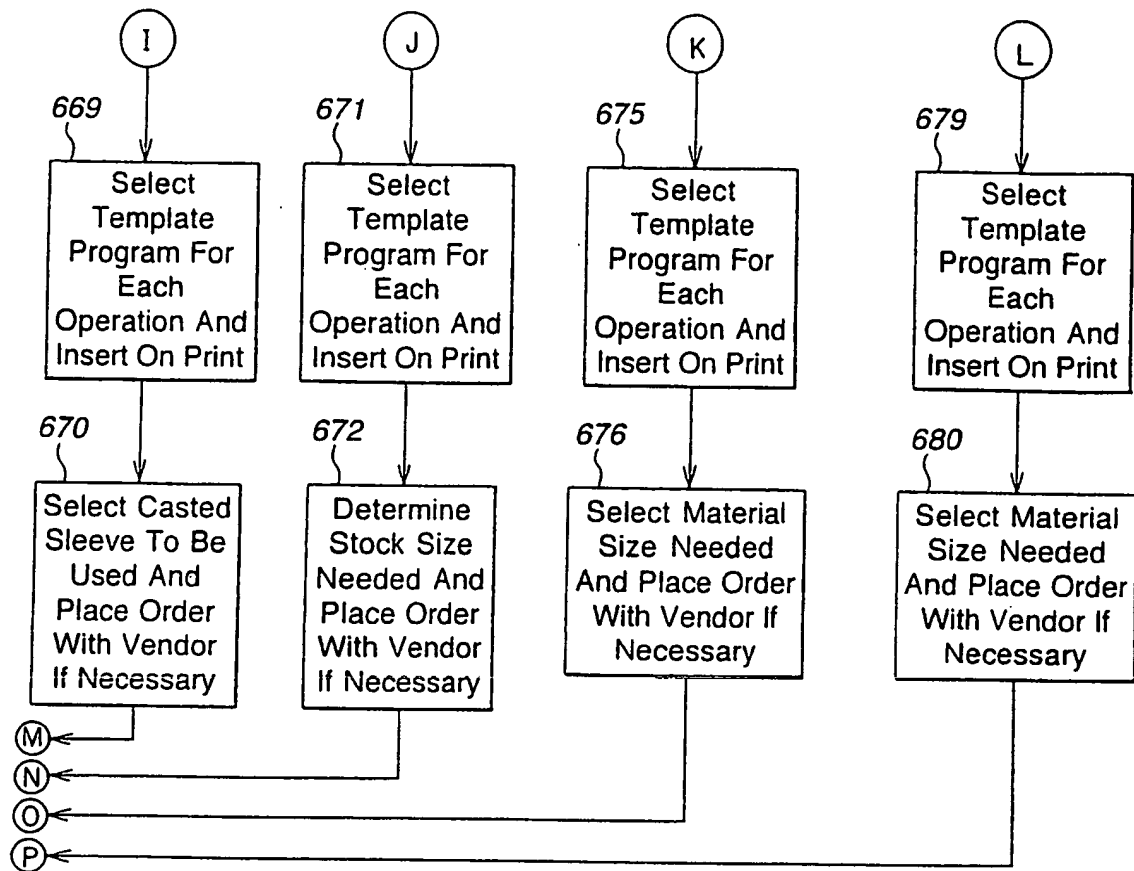 I
J
K
L
669
671
675
679
Select
Template
Program For
Each
Operation And
Insert On Print
Select
Template
Program For
Each
Operation And
Insert On Print
Select
Template
Program For
Each
Operation And
Insert On Print
Select
Template
Program For
Each
Operation And
Insert On Print
670
672
676
680
Select Casted
Sleeve To Be
Used And
Place Order
With Vendor
If Necessary
Determine
Stock Size
Needed And
Place Order
With Vendor
If Necessary
Select Material
Size Needed
And Place Order
With Vendor If
Necessary
Select Material
Size Needed
And Place Order
With Vendor If
Necessary
M
N
O
P